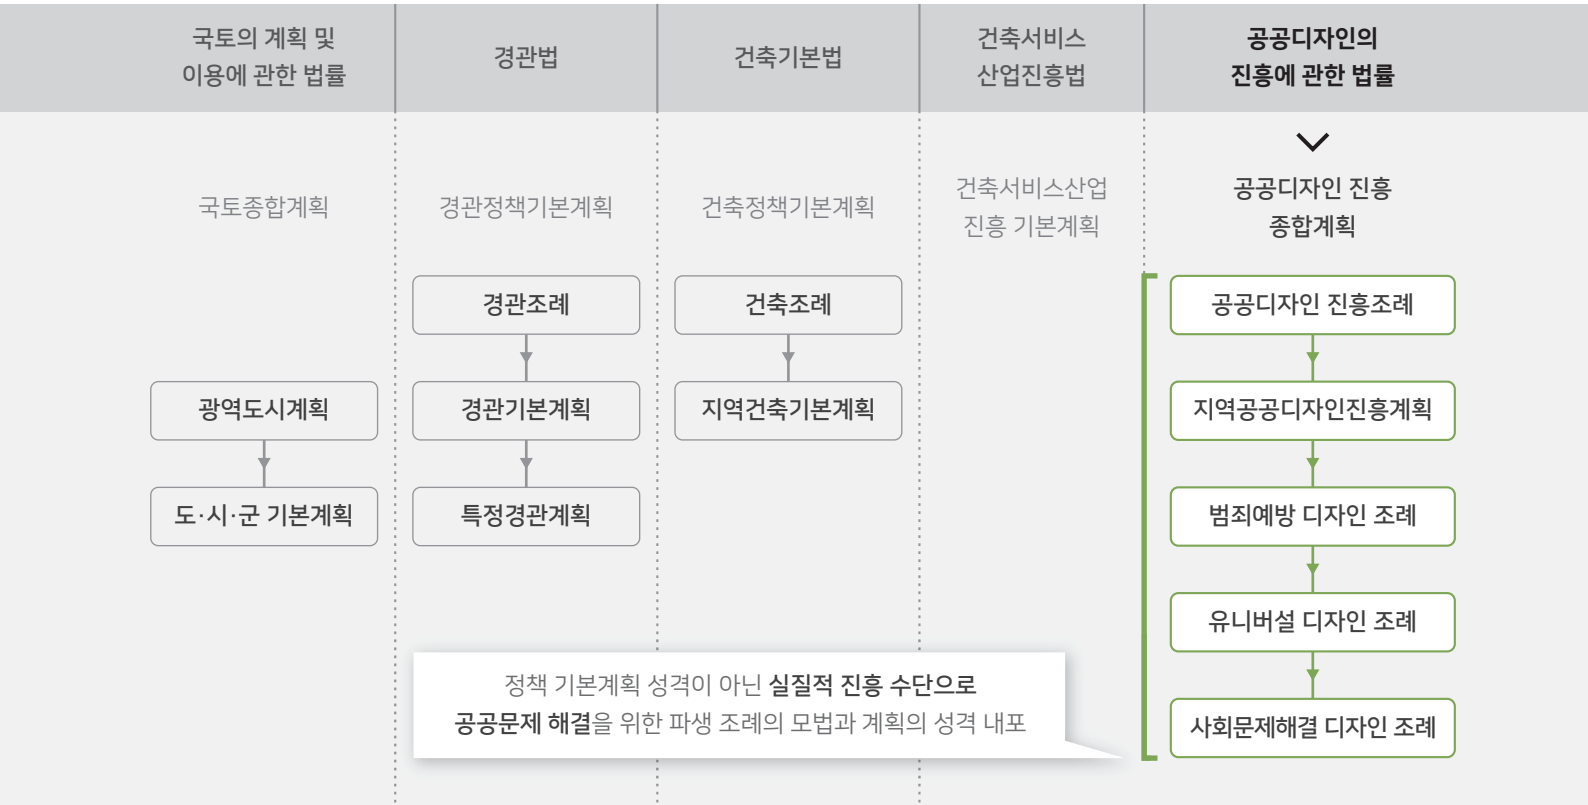 국토의 계획 및
이용에 관한 법률
경관법
건축기본법
건축서비스
산업진흥법
공공디자인의
진흥에 관한 법률
국토종합계획
경관정책기본계획
건축정책기본계획
건축서비스산업
진흥 기본계획
공공디자인 진흥
종합계획
경관조례
건축조례
공공디자인 진흥조례
광역도시계획
경관기본계획
지역건축기본계획
지역공공디자인진흥계획
도·시·군 기본계획
특정경관계획
범죄예방 디자인 조례
유니버설 디자인 조례
정책 기본계획 성격이 아닌 실질적 진흥 수단으로
공공문제 해결을 위한 파생 조례의 모법과 계획의 성격 내포
사회문제해결 디자인 조례